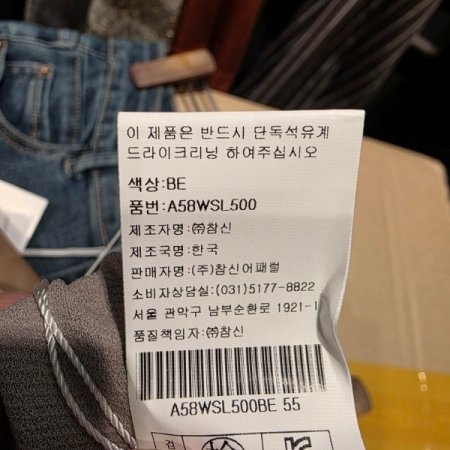 이 제품은 반드시 단독석유계
드라이크리닝 하여주십시오
색상:BE
품번:A58WSL500
제조자명:㈜참신
제조국명:한국
판매자명:(주)참신어패럴
소비자상담실:(031)5177-8822
서울 관악구 남부순환로 1921-1
품질책임자:㈜참신
A58WSL500BE 55
검